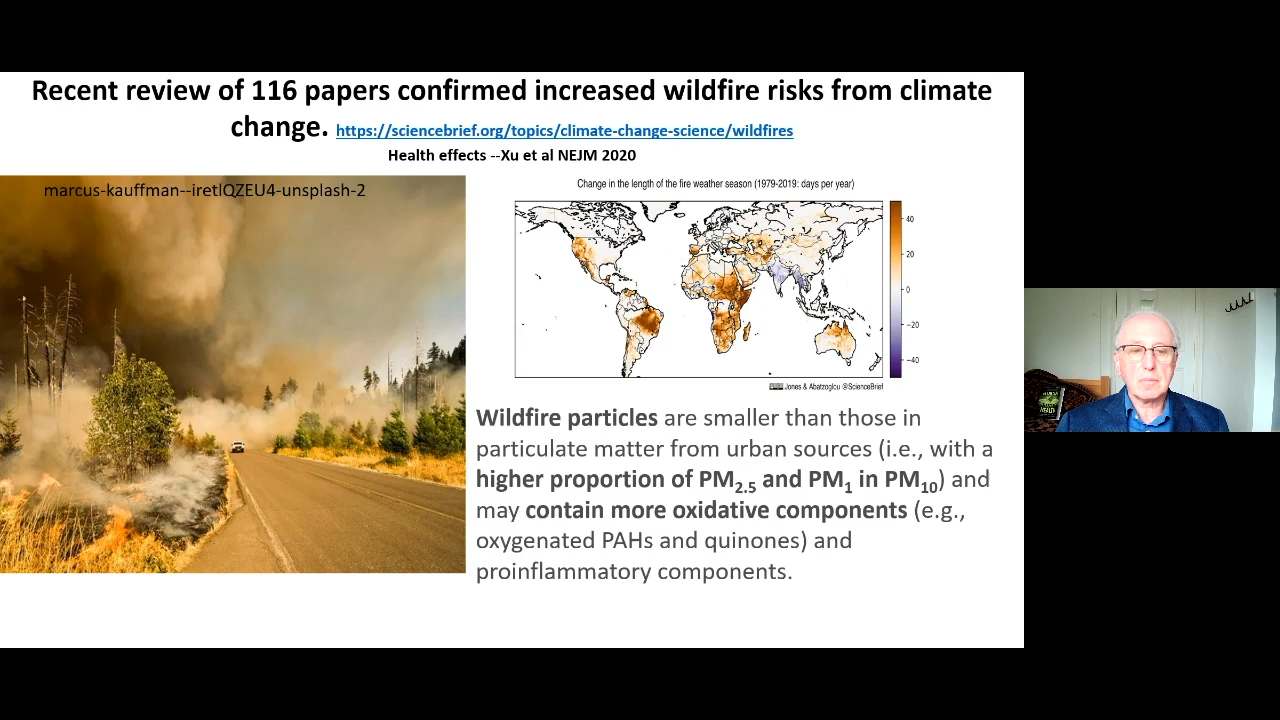 Recent review of 116 papers confirmed increased wildfire risks from climate
change. https://sciencebrief.org/topics/climate-change-science/wildfires
Health effects --Xu et al NEJM 2020
marcus-kauffman--iretlQZEU4-unsplash-2
Change in the length of the fire weather season (1979-2019: days per year)
40
20
0
−20
−40
Jones & Abatzoglou @ScienceBrief
Wildfire particles are smaller than those in
particulate matter from urban sources (i.e., with a
higher proportion of PM2.5 and PM1 in PM10) and
may contain more oxidative components (e.g.,
oxygenated PAHs and quinones) and
proinflammatory components.